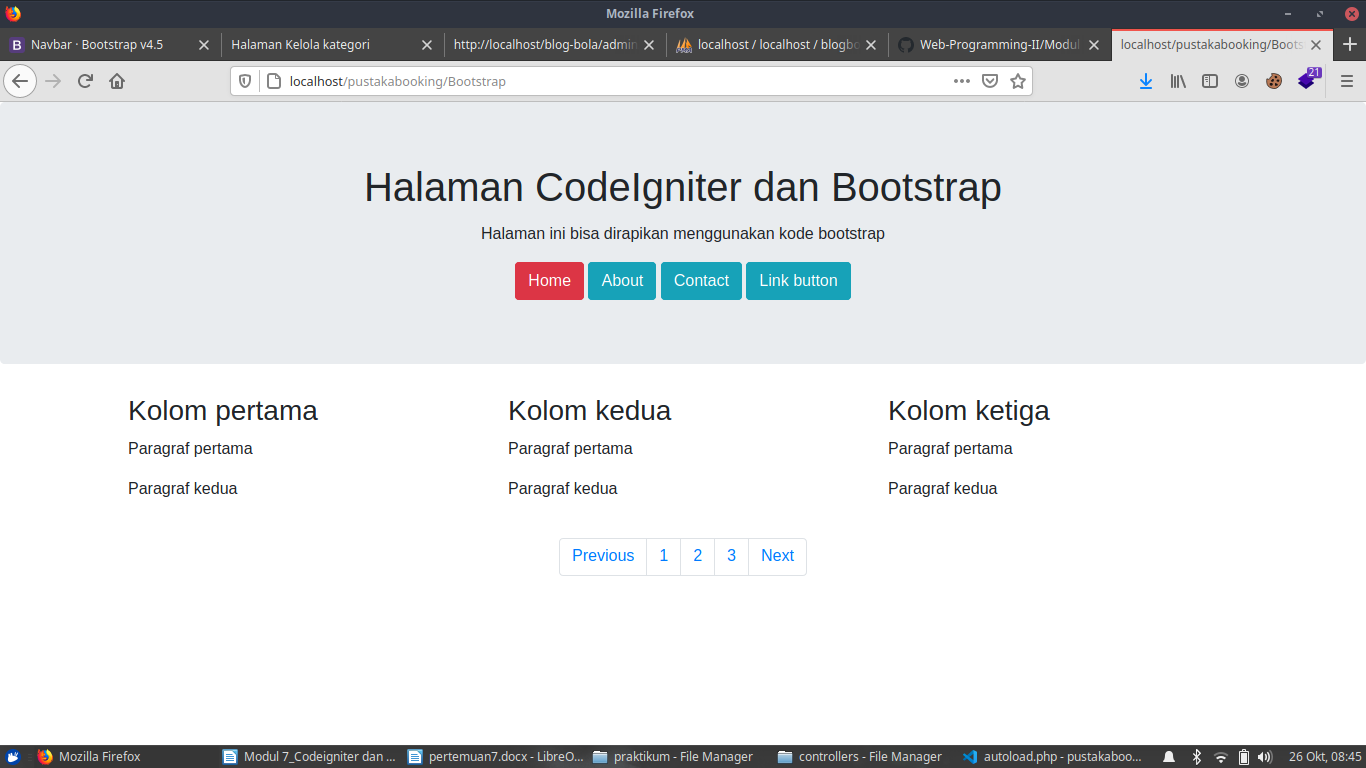 Mozilla Firefox
Navbar · Bootstrap v4.5
Halaman Kelola kategori
http://localhost/blog-bola/admin
localhost / localhost / blogbo
Web-Programming-II/Modul
localhost/pustakabooking/Boots
localhost/pustakabooking/Bootstrap
21
Halaman CodeIgniter dan Bootstrap
Halaman ini bisa dirapikan menggunakan kode bootstrap
Home About Contact Link button
Kolom pertama
Paragraf pertama
Paragraf kedua
Kolom kedua
Paragraf pertama
Paragraf kedua
Kolom ketiga
Paragraf pertama
Paragraf kedua
Previous 1 2 3 Next
Mozilla Firefox
Modul 7_Codeigniter dan ...
pertemuan7.docx - LibreO...
praktikum - File Manager
controllers - File Manager
autoload.php - pustakaboo...
26 Okt, 08:45